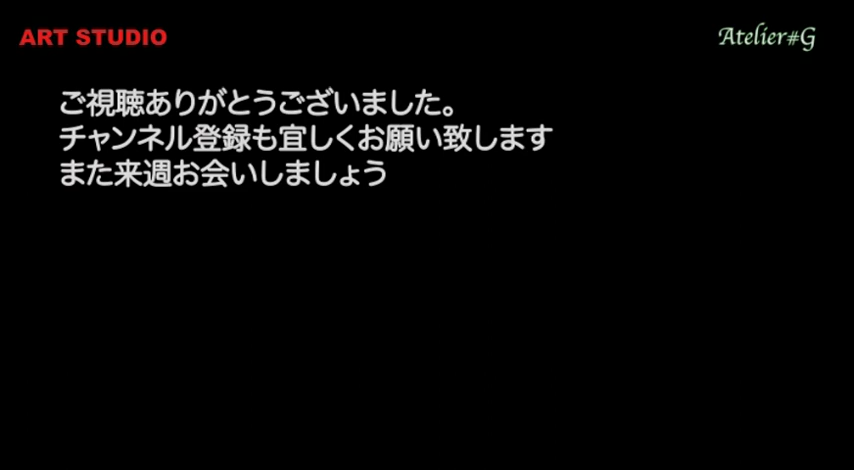 ART STUDIO
Atelier#G
ご視聴ありがとうございました。
チャンネル登録も宜しくお願い致します
また来週お会いしましょう